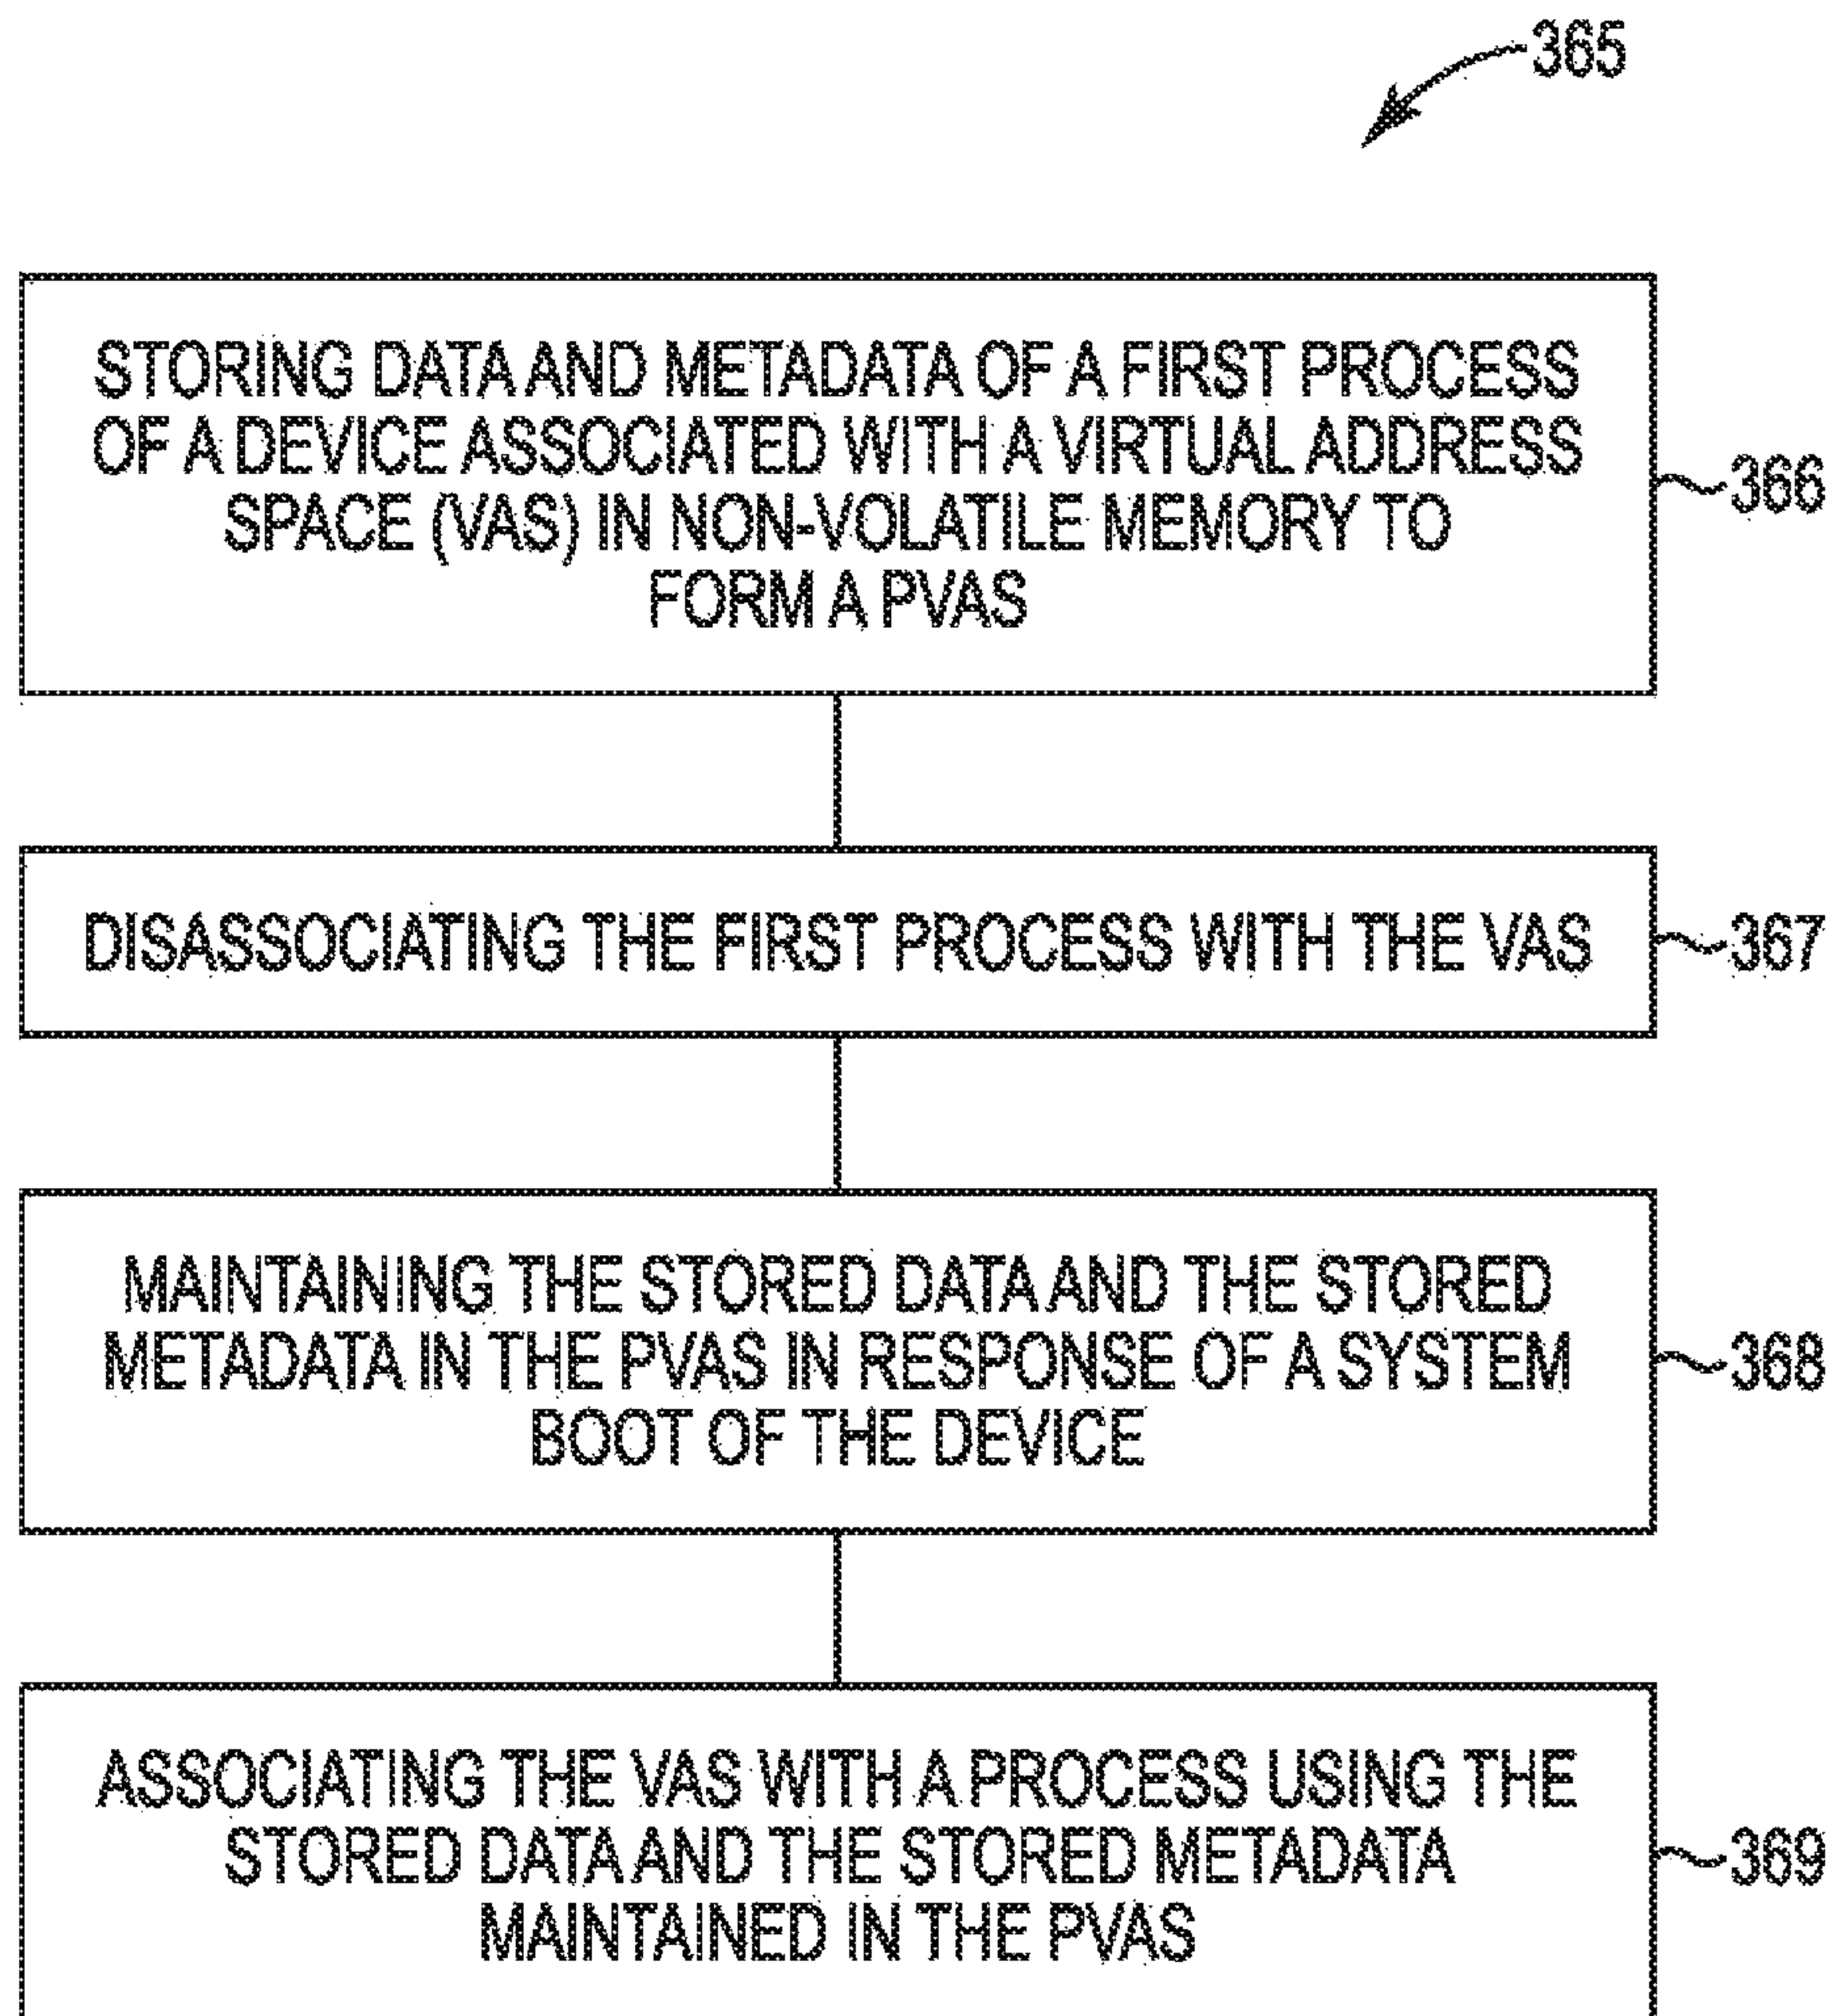 365
STORING DATA AND METADATA OF A FIRST PROCESS
OF A DEVICE ASSOCIATED WITH A VIRTUAL ADDRESS
SPACE (VAS) IN NON-VOLATILE MEMORY TO
FORM A PVAS
366
DISASSOCIATING THE FIRST PROCESS WITH THE VAS
367
MAINTAINING THE STORED DATA AND THE STORED
METADATA IN THE PVAS IN RESPONSE OF A SYSTEM
BOOT OF THE DEVICE
368
ASSOCIATING THE VAS WITH A PROCESS USING THE
STORED DATA AND THE STORED METADATA
MAINTAINED IN THE PVAS
369